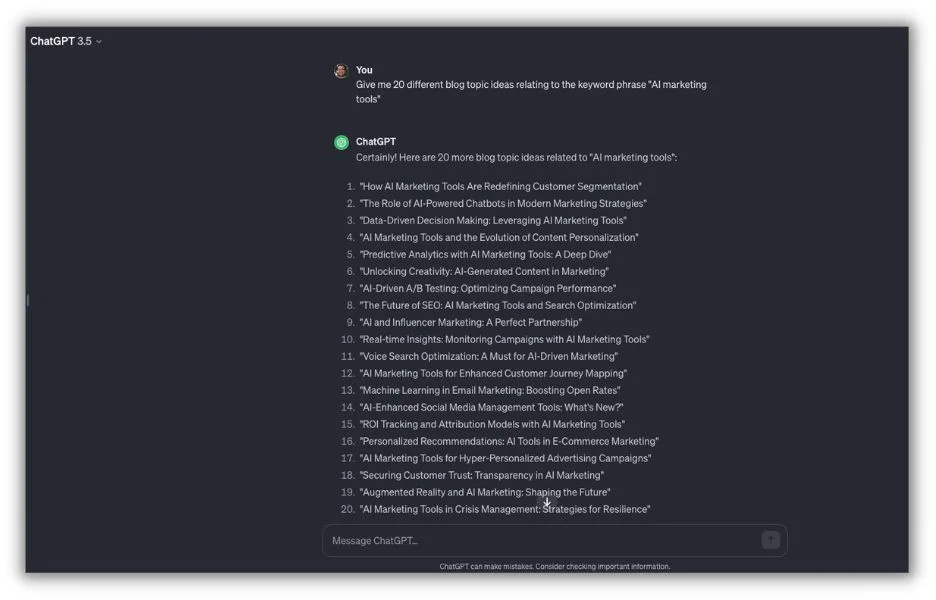 ChatGPT 3.5
You
Give me 20 different blog topic ideas relating to the keyword phrase "AI marketing
tools"
ChatGPT
Certainly! Here are 20 more blog topic ideas related to "AI marketing tools":
1. "How AI Marketing Tools Are Redefining Customer Segmentation"
2. "The Role of AI-Powered Chatbots in Modern Marketing Strategies"
3. "Data-Driven Decision Making: Leveraging AI Marketing Tools"
4. "AI Marketing Tools and the Evolution of Content Personalization"
5. "Predictive Analytics with AI Marketing Tools: A Deep Dive"
6. "Unlocking Creativity: AI-Generated Content in Marketing"
7. "AI-Driven A/B Testing: Optimizing Campaign Performance"
8. "The Future of SEO: AI Marketing Tools and Search Optimization"
9. "AI and Influencer Marketing: A Perfect Partnership"
10. "Real-time Insights: Monitoring Campaigns with AI Marketing Tools"
11. "Voice Search Optimization: A Must for AI-Driven Marketing"
12. "AI Marketing Tools for Enhanced Customer Journey Mapping"
13. "Machine Learning in Email Marketing: Boosting Open Rates"
14. "AI-Enhanced Social Media Management Tools: What's New?"
15. "ROI Tracking and Attribution Models with AI Marketing Tools"
16. "Personalized Recommendations: AI Tools in E-Commerce Marketing"
17. "AI Marketing Tools for Hyper-Personalized Advertising Campaigns"
18. "Securing Customer Trust: Transparency in AI Marketing"
19. "Augmented Reality and AI Marketing: Shaping the Future"
20. "AI Marketing Tools in Crisis Management: Strategies for Resilience"
Message ChatGPT...
ChatGPT can make mistakes. Consider checking important information.